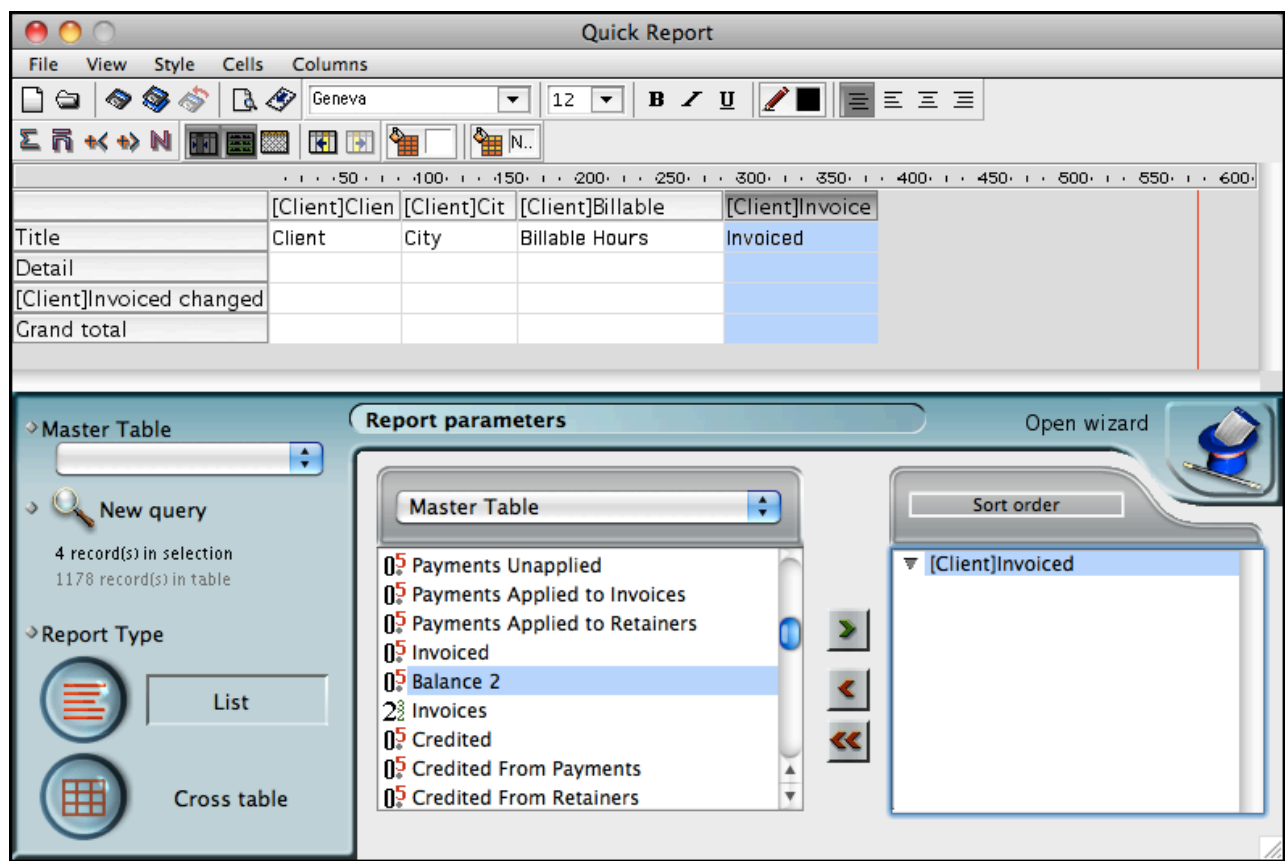 Quick Report
File View Style Cells Columns
Geneva 12 B I U
N..
50 100 150 200 250 300 350 400 450 500 550 600
[Client]Clien [Client]Cit [Client]Billable [Client]Invoice
Title Client City Billable Hours Invoiced
Detail
[Client]Invoiced changed
Grand total
Master Table
Report parameters
Open wizard
New query
4 record(s) in selection
1178 record(s) in table
Report Type
List
Cross table
Master Table
Payments Unapplied
Payments Applied to Invoices
Payments Applied to Retainers
Invoiced
Balance 2
Invoices
Credited
Credited From Payments
Credited From Retainers
Sort order
[Client]Invoiced